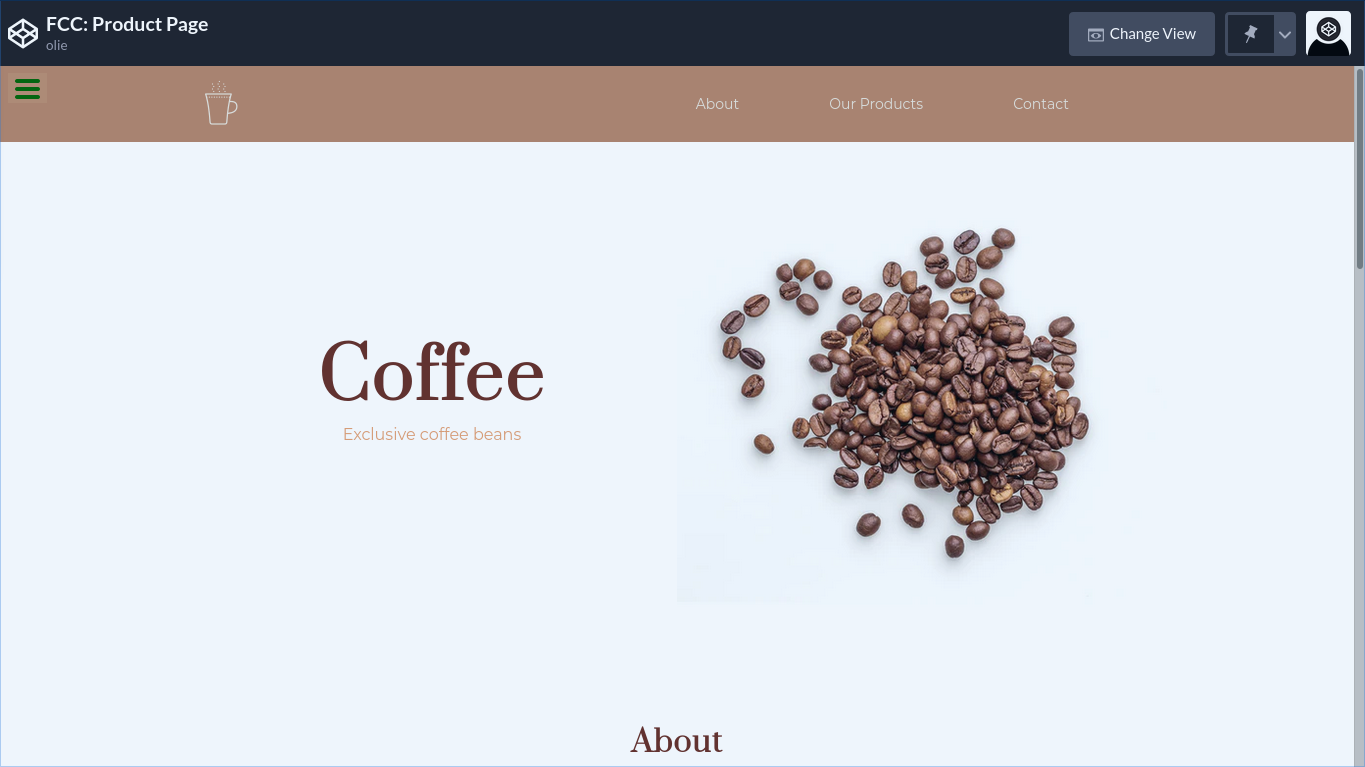 FCC: Product Page
olie
Change View
About
Our Products
Contact
Coffee
Exclusive coffee beans
About